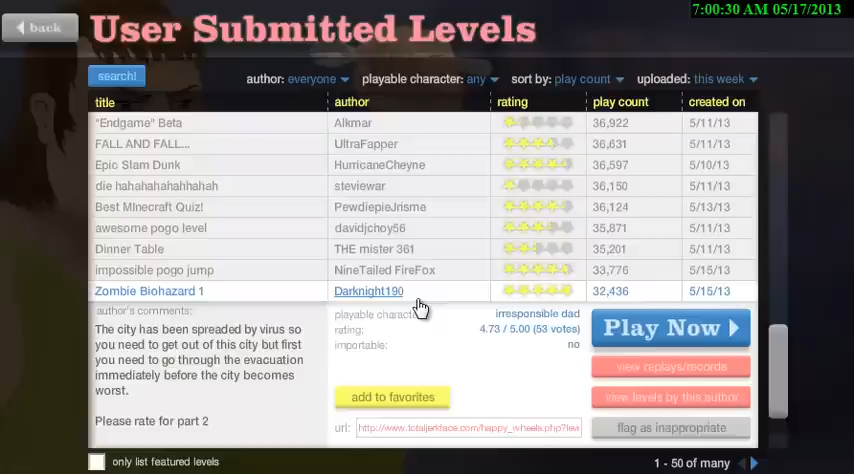 7:00:30 AM 05/17/2013
back
User Submitted Levels
search!
author: everyone playable character: any sort by: play count uploaded: this week
title author rating play count created on
"Endgame" Beta Alkmar 36,922 5/11/13
FALL AND FALL... UltraFapper 36,631 5/11/13
Epic Slam Dunk HurricaneCheyne 36,597 5/10/13
die hahahahahahhahah steviewar 36,150 5/11/13
Best MInecraft Quiz! PewdiepieJrisme 36,124 5/13/13
awesome pogo level davidjchoy56 35,871 5/11/13
Dinner Table THE mister 361 35,201 5/11/13
impossible pogo jump NineTailed FireFox 33,776 5/15/13
Zombie Biohazard 1 Darknight190 32,436 5/15/13
author's comments:
The city has been spreaded by virus so
you need to get out of this city but first
you need to go through the evacuation
immediately before the city becomes
worst.
Please rate for part 2
playable charact irresponsible dad
rating: 4.73 / 5.00 (53 votes)
importable: no
add to favorites
url: http://www.totaljerkface.com/happy_wheels.php?leve
Play Now
view replays/records
view levels by this author
flag as inappropriate
only list featured levels
1 - 50 of many